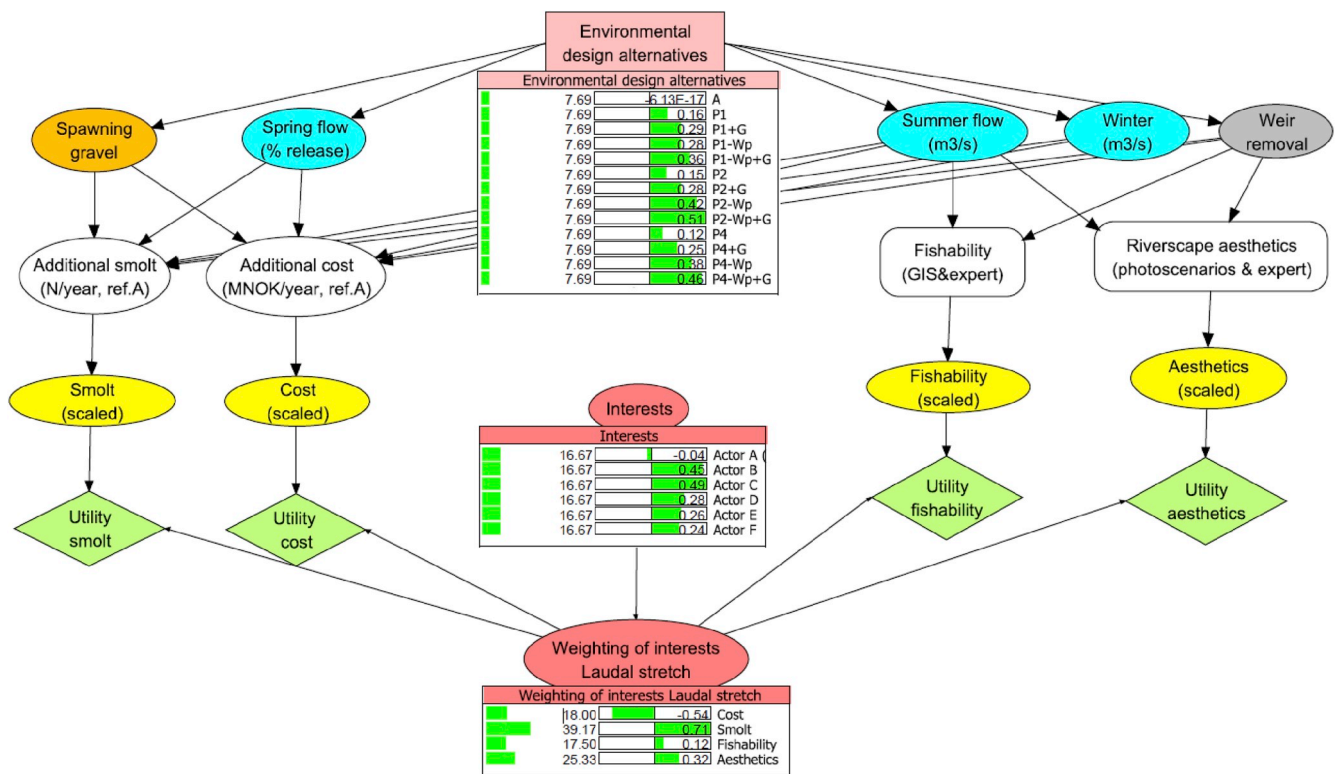 Environmental
design alternatives
Environmental design alternatives
7.69 -6.13E-17 A
7.69 0.16 P1
7.69 0.29 P1+G
7.69 0.28 P1-Wp
7.69 0.36 P1-Wp+G
7.69 0.15 P2
7.69 0.28 P2+G
7.69 0.42 P2-Wp
7.69 0.51 P2-Wp+G
7.69 0.12 P4
7.69 0.25 P4+G
7.69 0.38 P4-Wp
7.69 0.46 P4-Wp+G
Spawning
gravel
Spring flow
(% release)
Summer flow
(m3/s)
Winter
(m3/s)
Weir
removal
Additional smolt
(N/year, ref.A)
Additional cost
(MNOK/year, ref.A)
Fishability
(GIS&expert)
Riverscape aesthetics
(photoscenarios & expert)
Smolt
(scaled)
Cost
(scaled)
Fishability
(scaled)
Aesthetics
(scaled)
Interests
Interests
16.67 -0.04 Actor A (
16.67 0.45 Actor B
16.67 0.49 Actor C
16.67 0.28 Actor D
16.67 0.26 Actor E
16.67 0.24 Actor F
Utility
smolt
Utility
cost
Utility
fishability
Utility
aesthetics
Weighting of interests
Laudal stretch
Weighting of interests Laudal stretch
18.00 -0.54 Cost
39.17 0.71 Smolt
17.50 0.12 Fishability
25.33 0.32 Aesthetics